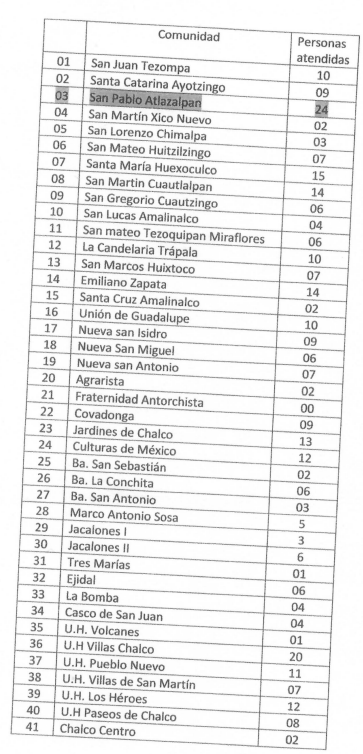 Comunidad Personas atendidas
01 San Juan Tezompa 10
02 Santa Catarina Ayotzingo 09
03 San Pablo Atlazalpan 24
04 San Martín Xico Nuevo 02
05 San Lorenzo Chimalpa 03
06 San Mateo Huitzilzingo 07
07 Santa María Huexoculco 15
08 San Martin Cuautlalpan 14
09 San Gregorio Cuautzingo 06
10 San Lucas Amalinalco 04
11 San mateo Tezoquipan Miraflores 06
12 La Candelaria Trápala 10
13 San Marcos Huixtoco 07
14 Emiliano Zapata 14
15 Santa Cruz Amalinalco 02
16 Unión de Guadalupe 10
17 Nueva san Isidro 09
18 Nueva San Miguel 06
19 Nueva san Antonio 07
20 Agrarista 02
21 Fraternidad Antorchista 00
22 Covadonga 09
23 Jardines de Chalco 13
24 Culturas de México 12
25 Ba. San Sebastián 02
26 Ba. La Conchita 06
27 Ba. San Antonio 03
28 Marco Antonio Sosa 5
29 Jacalones I 3
30 Jacalones II 6
31 Tres Marías 01
32 Ejidal 06
33 La Bomba 04
34 Casco de San Juan 04
35 U.H. Volcanes 01
36 U.H Villas Chalco 20
37 U.H. Pueblo Nuevo 11
38 U.H. Villas de San Martín 07
39 U.H. Los Héroes 12
40 U.H Paseos de Chalco 08
41 Chalco Centro 02